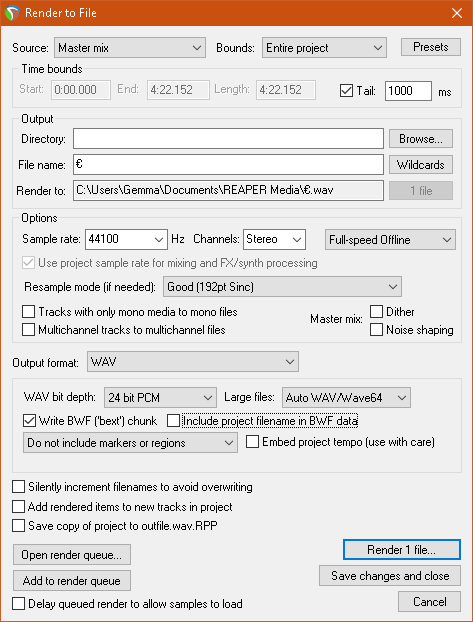 Render to File
Source: Master mix Bounds: Entire project Presets
Time bounds
Start: 0:00.000 End: 4:22.152 Length: 4:22.152 Tail: 1000 ms
Output
Directory: Browse...
File name: € Wildcards
Render to: C:\Users\Gemma\Documents\REAPER Media\€.wav 1 file
Options
Sample rate: 44100 Hz Channels: Stereo Full-speed Offline
Use project sample rate for mixing and FX/synth processing
Resample mode (if needed): Good (192pt Sinc)
Tracks with only mono media to mono files Master mix: Dither
Multichannel tracks to multichannel files Noise shaping
Output format: WAV
WAV bit depth: 24 bit PCM Large files: Auto WAV/Wave64
Write BWF ('bext') chunk Include project filename in BWF data
Do not include markers or regions Embed project tempo (use with care)
Silently increment filenames to avoid overwriting
Add rendered items to new tracks in project
Save copy of project to outfile.wav.RPP
Open render queue... Render 1 file...
Add to render queue Save changes and close
Delay queued render to allow samples to load Cancel